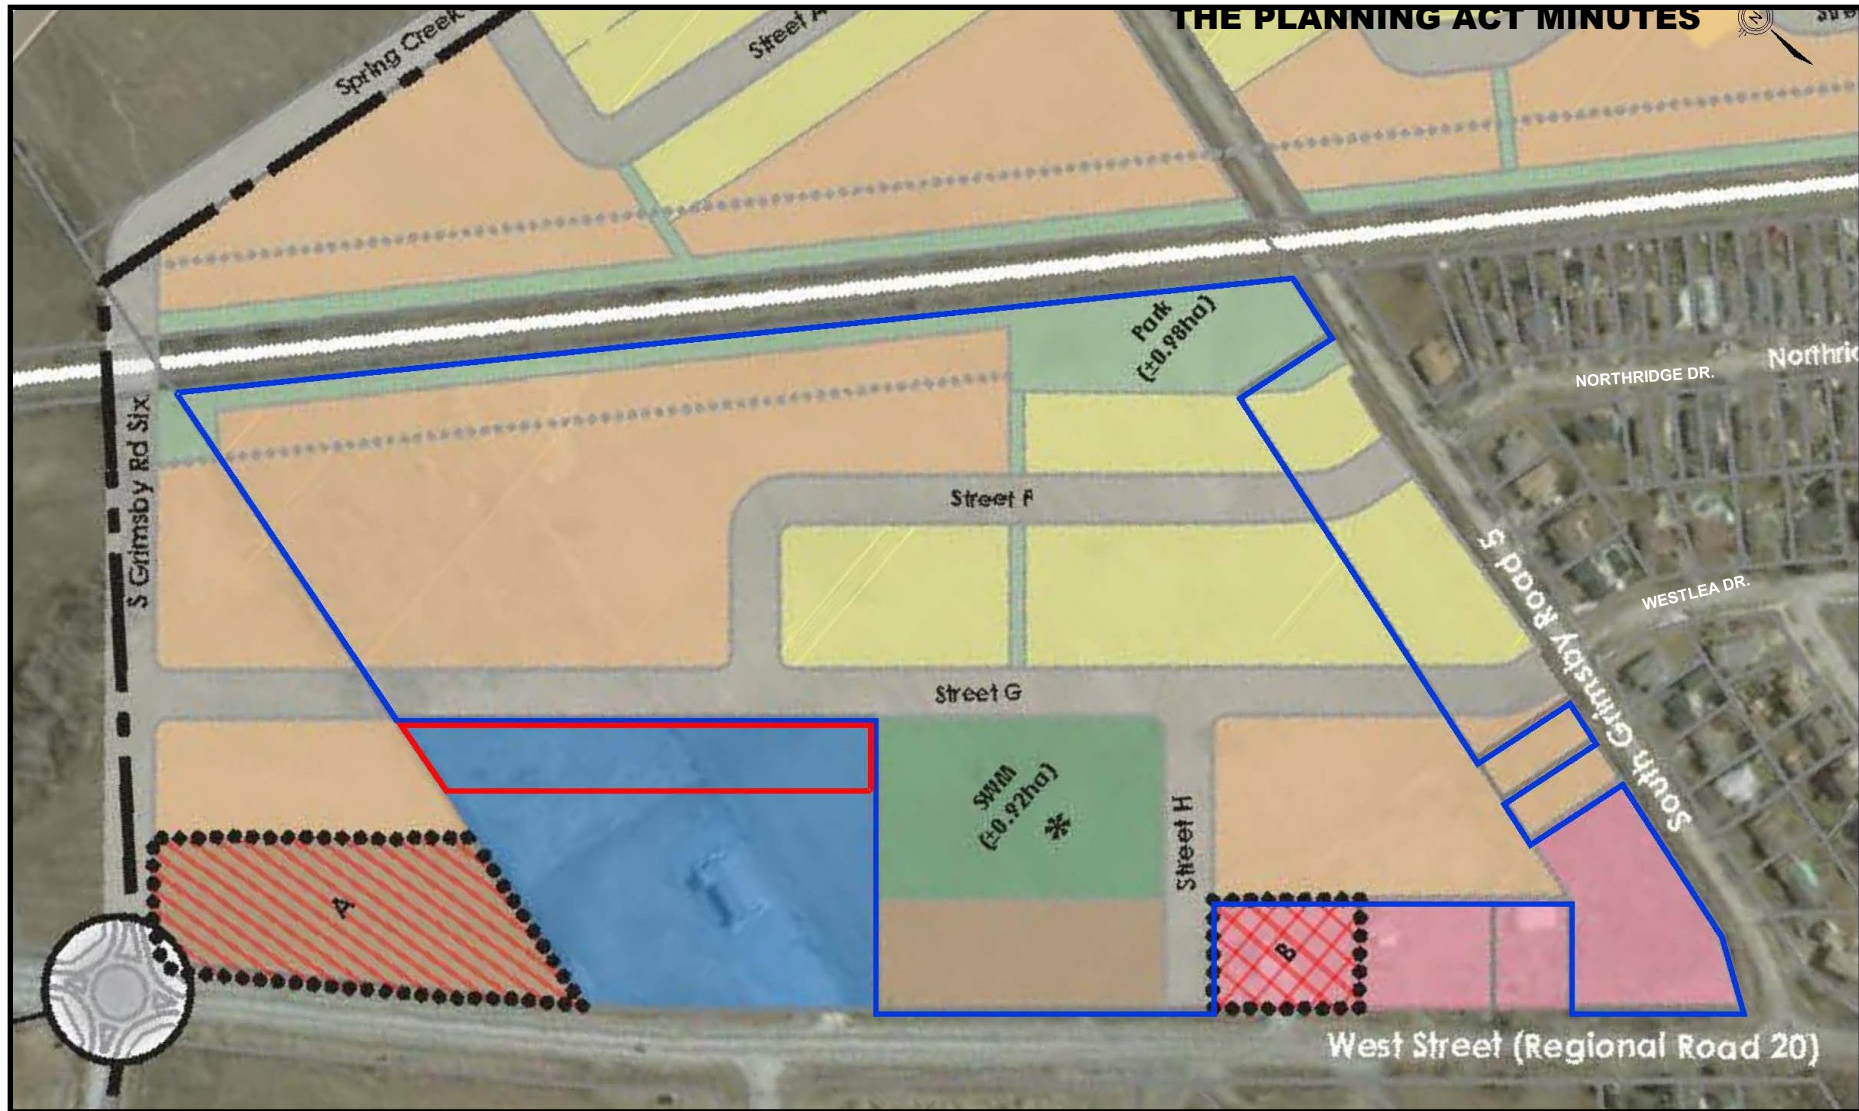 THE PLANNING ACT MINUTES
N
Spring Creek
Street A
Park
(±0.98ha)
Northri
NORTHRIDGE DR.
S Grimsby Rd Six
Street F
South Grimsby Road 5
WESTLEA DR.
Street G
SWM
(±0.92ha)
*
Street H
A
B
West Street (Regional Road 20)